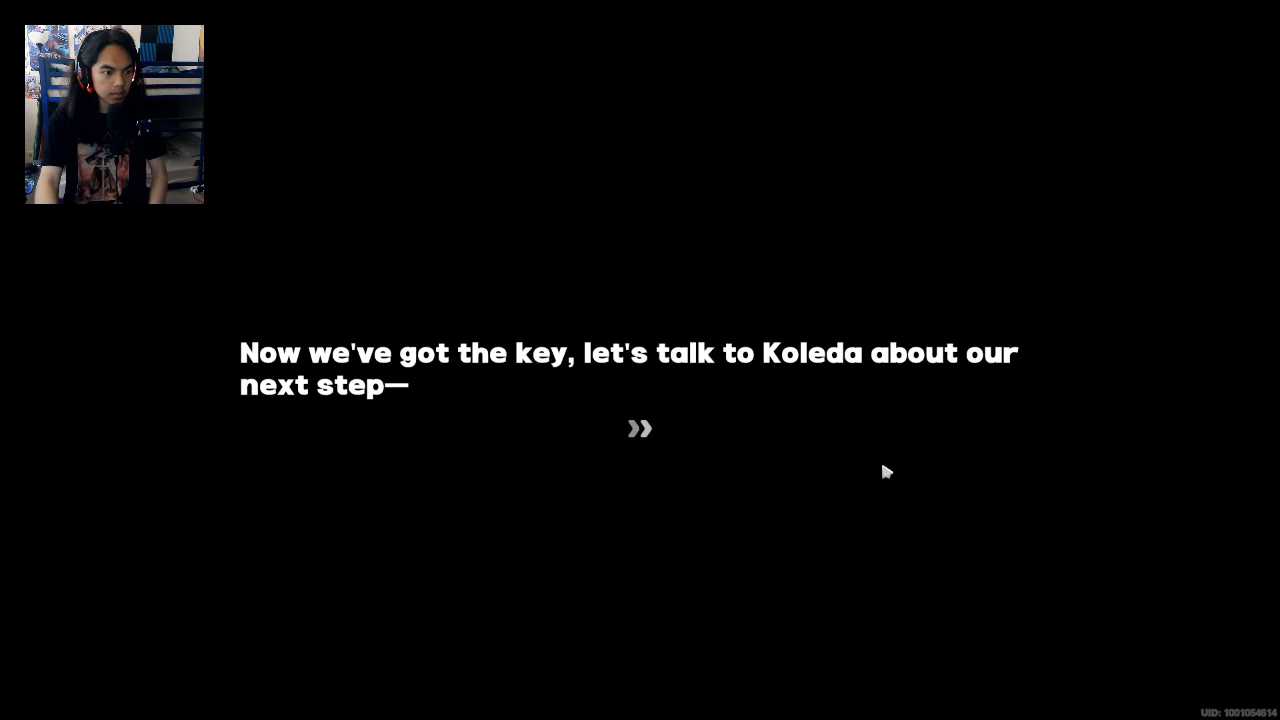 Now we've got the key, let's talk to Koleda about our
next step—
UID: 1001054614